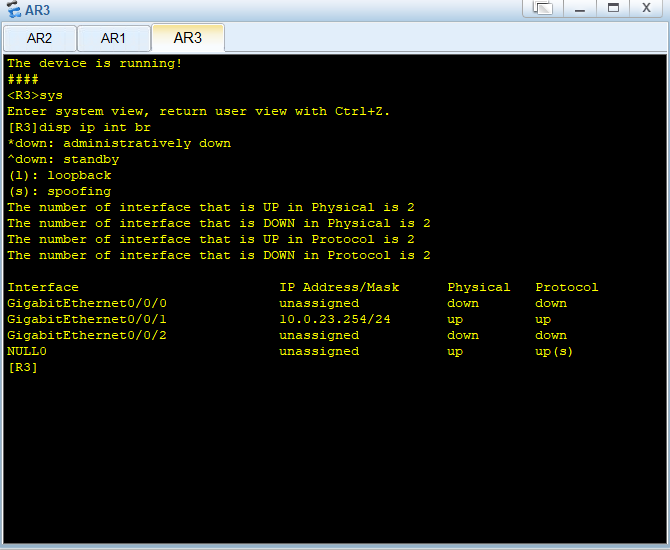 AR3
AR2 AR1 AR3
The device is running!
####
<R3>sys
Enter system view, return user view with Ctrl+Z.
[R3]disp ip int br
*down: administratively down
^down: standby
(l): loopback
(s): spoofing
The number of interface that is UP in Physical is 2
The number of interface that is DOWN in Physical is 2
The number of interface that is UP in Protocol is 2
The number of interface that is DOWN in Protocol is 2
Interface IP Address/Mask Physical Protocol
GigabitEthernet0/0/0 unassigned down down
GigabitEthernet0/0/1 10.0.23.254/24 up up
GigabitEthernet0/0/2 unassigned down down
NULL0 unassigned up up(s)
[R3]